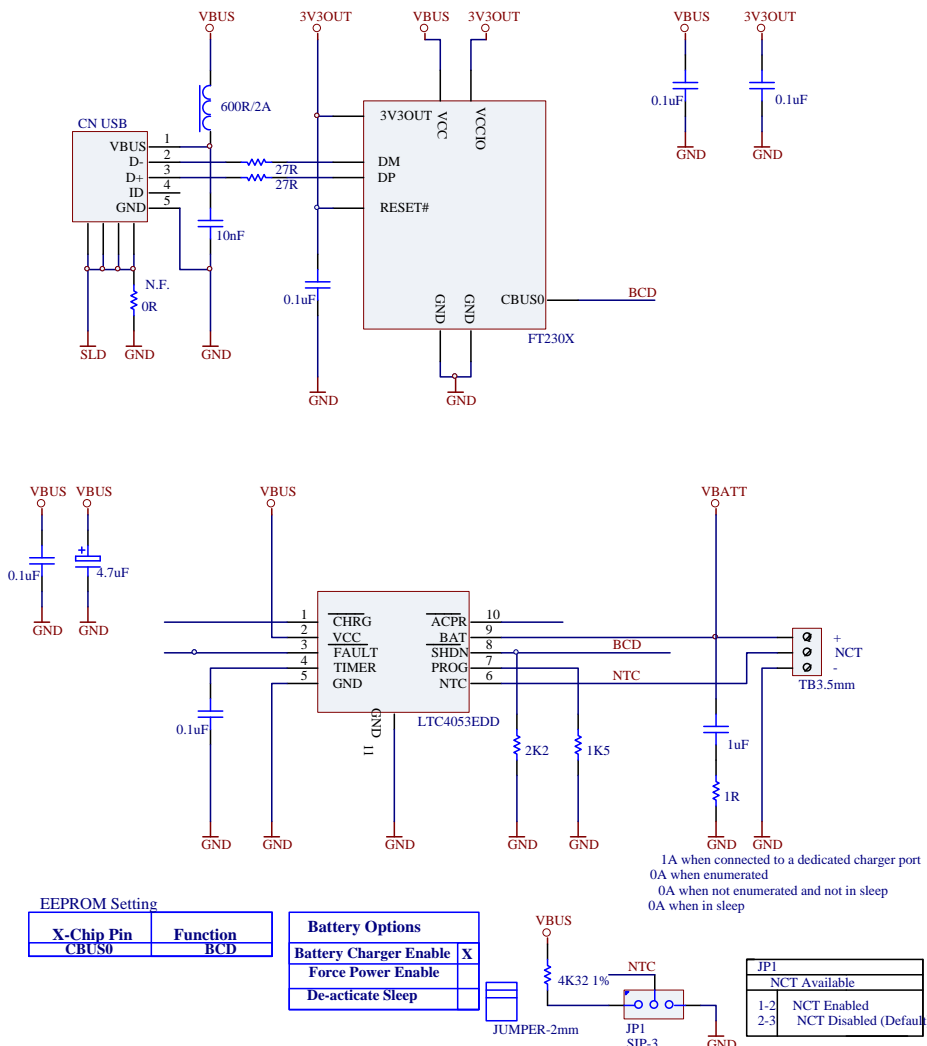 VBUS 3V3OUT VBUS 3V3OUT VBUS 3V3OUT
600R/2A
0.1uF 0.1uF
GND GND
CN USB
VBUS 1
D- 2
D+ 3
ID 4
GND 5
27R
27R
10nF
N.F.
0R
SLD GND GND
3V3OUT
VCC
VCCIO
DM
DP
RESET#
0.1uF
GND
GND
CBUS0 BCD
FT230X
GND GND
VBUS VBUS VBUS VBATT
0.1uF 4.7uF
GND GND
1 CHRG
2 VCC
3 FAULT
4 TIMER
5 GND
ACPR 10
BAT 9
SHDN 8 BCD
PROG 7
NTC 6 NTC
GND 11
LTC4053EDD
+
NCT
-
TB3.5mm
0.1uF
2K2 1K5
1uF
1R
GND GND GND GND GND GND GND
1A when connected to a dedicated charger port
0A when enumerated
0A when not enumerated and not in sleep
0A when in sleep
EEPROM Setting
X-Chip Pin Function
CBUS0 BCD
Battery Options
Battery Charger Enable X
Force Power Enable
De-acticate Sleep
JUMPER-2mm
VBUS
4K32 1%
NTC
JP1
SIP-3
GND
JP1
NCT Available
1-2 NCT Enabled
2-3 NCT Disabled (Default